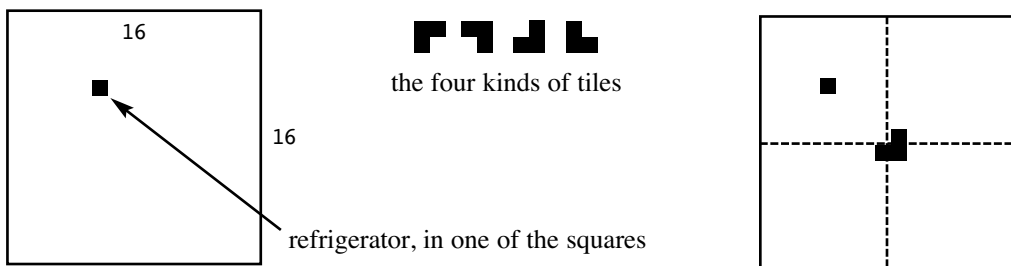 16
16
the four kinds of tiles
refrigerator, in one of the squares